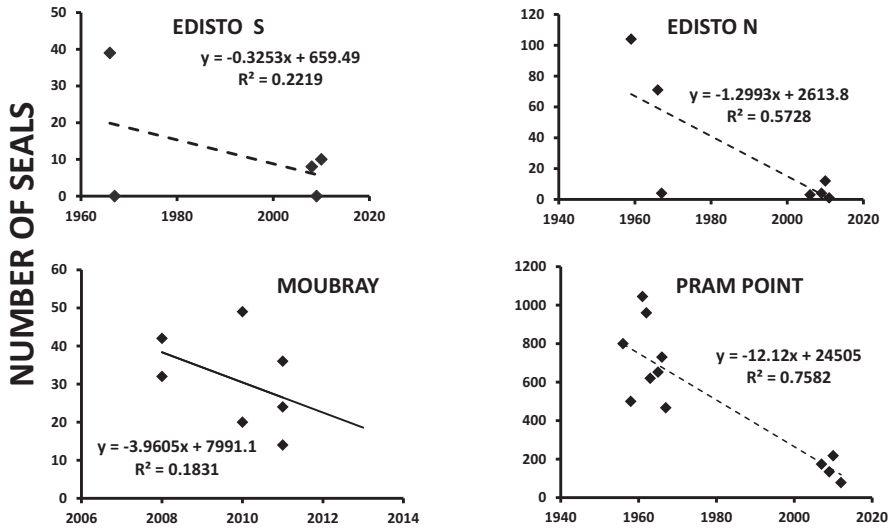 NUMBER OF SEALS
EDISTO S
y = -0.3253x + 659.49
R² = 0.2219
50
40
30
20
10
0
1960 1980 2000 2020
EDISTO N
y = -1.2993x + 2613.8
R² = 0.5728
120
100
80
60
40
20
0
1940 1960 1980 2000 2020
MOUBRAY
y = -3.9605x + 7991.1
R² = 0.1831
60
50
40
30
20
10
0
2006 2008 2010 2012 2014
PRAM POINT
y = -12.12x + 24505
R² = 0.7582
1200
1000
800
600
400
200
0
1940 1960 1980 2000 2020